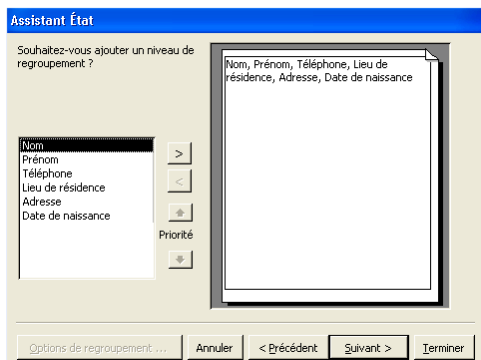 Assistant État
Souhaitez-vous ajouter un niveau de
regroupement ?
Nom, Prénom, Téléphone, Lieu de
résidence, Adresse, Date de naissance
Nom
Prénom
Téléphone
Lieu de résidence
Adresse
Date de naissance
>
<
Priorité
Options de regroupement ...
Annuler
< Précédent
Suivant >
Terminer